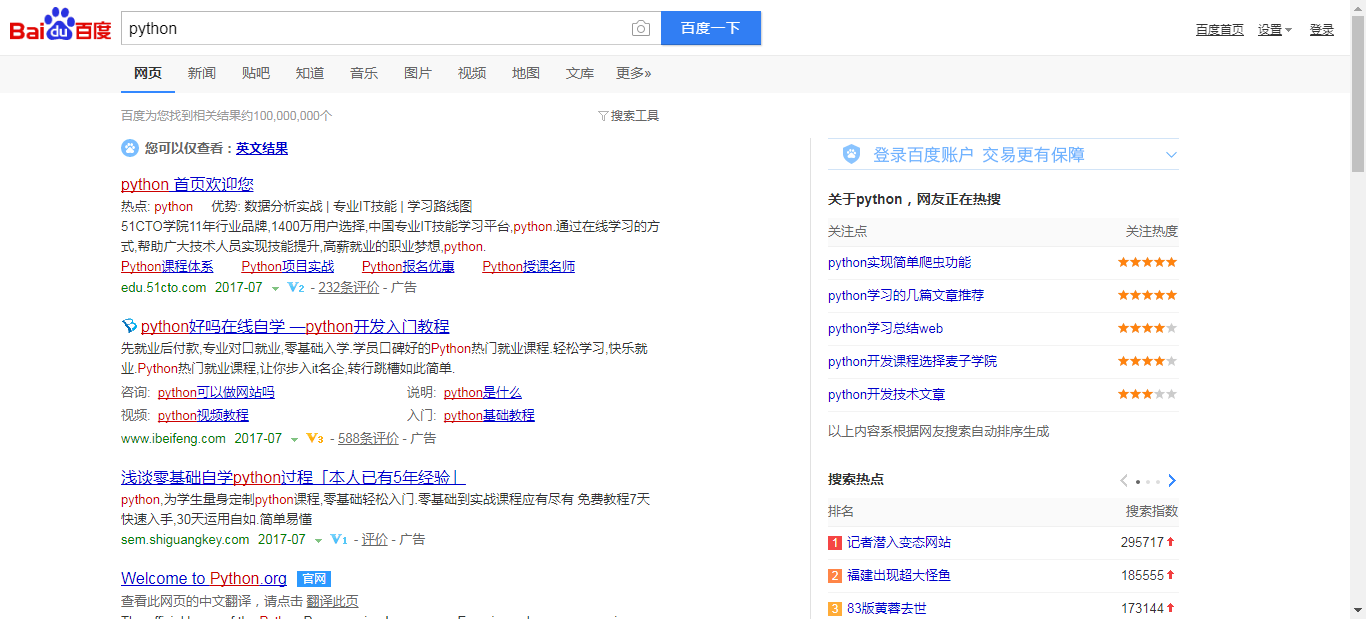 Bai du 百度 python 百度一下 百度首页 设置 登录
网页 新闻 贴吧 知道 音乐 图片 视频 地图 文库 更多»
百度为您找到相关结果约100,000,000个 搜索工具
您可以仅查看：英文结果
python 首页欢迎您
热点: python 优势: 数据分析实战 | 专业IT技能 | 学习路线图
51CTO学院11年行业品牌,1400万用户选择,中国专业IT技能学习平台,python.通过在线学习的方
式,帮助广大技术人员实现技能提升,高薪就业的职业梦想,python.
Python课程体系 Python项目实战 Python报名优惠 Python授课名师
edu.51cto.com 2017-07 V2 - 232条评价 - 广告
python好吗在线自学 —python开发入门教程
先就业后付款,专业对口就业,零基础入学.学员口碑好的Python热门就业课程.轻松学习,快乐就
业.Python热门就业课程,让你步入it名企,转行跳槽如此简单.
咨询: python可以做网站吗 说明: python是什么
视频: python视频教程 入门: python基础教程
www.ibeifeng.com 2017-07 V3 - 588条评价 - 广告
浅谈零基础自学python过程「本人已有5年经验」
python,为学生量身定制python课程,零基础轻松入门.零基础到实战课程应有尽有 免费教程7天
快速入手,30天运用自如.简单易懂
sem.shiguangkey.com 2017-07 V1 - 评价 - 广告
Welcome to Python.org 官网
查看此网页的中文翻译，请点击 翻译此页
登录百度账户 交易更有保障
关于python，网友正在热搜
关注点 关注热度
python实现简单爬虫功能
python学习的几篇文章推荐
python学习总结web
python开发课程选择麦子学院
python开发技术文章
以上内容系根据网友搜索自动排序生成
搜索热点
排名 搜索指数
1 记者潜入变态网站 295717
2 福建出现超大怪鱼 185555
3 83版黄蓉去世 173144